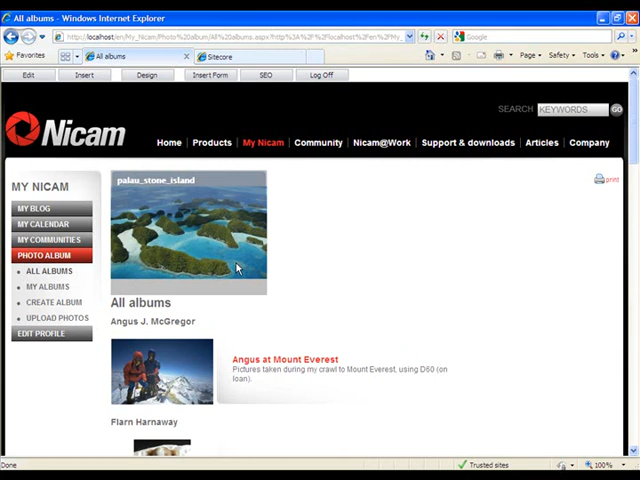 All albums - Windows Internet Explorer
http://localhost/en/My_Nicam/Photo%20album/All%20albums.aspx?
Google
Favorites
All albums
Sitecore
Page
Safety
Tools
Edit
Insert
Design
Insert Form
SEO
Log Off
SEARCH KEYWORDS GO
Nicam
Home Products My Nicam Community Nicam@Work Support & downloads Articles Company
MY NICAM
MY BLOG
MY CALENDAR
MY COMMUNITIES
PHOTO ALBUM
ALL ALBUMS
MY ALBUMS
CREATE ALBUM
UPLOAD PHOTOS
EDIT PROFILE
palau_stone_island
print
All albums
Angus J. McGregor
Angus at Mount Everest
Pictures taken during my crawl to Mount Everest, using D60 (on
loan).
Flarn Harnaway
Done
Trusted sites
100%